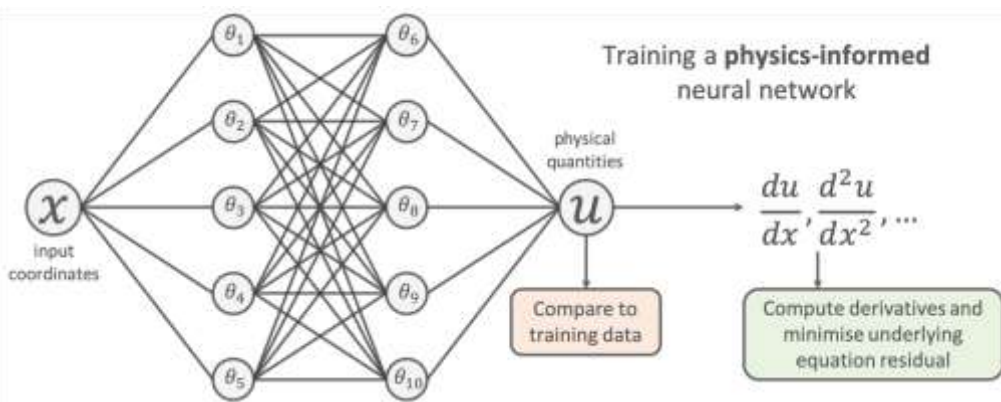 θ1
θ2
θ3
θ4
θ5
θ6
θ7
θ8
θ9
θ10
x
input
coordinates
physical
quantities
u
Training a physics-informed
neural network
du/dx, d²u/dx², ...
Compare to
training data
Compute derivatives and
minimise underlying
equation residual